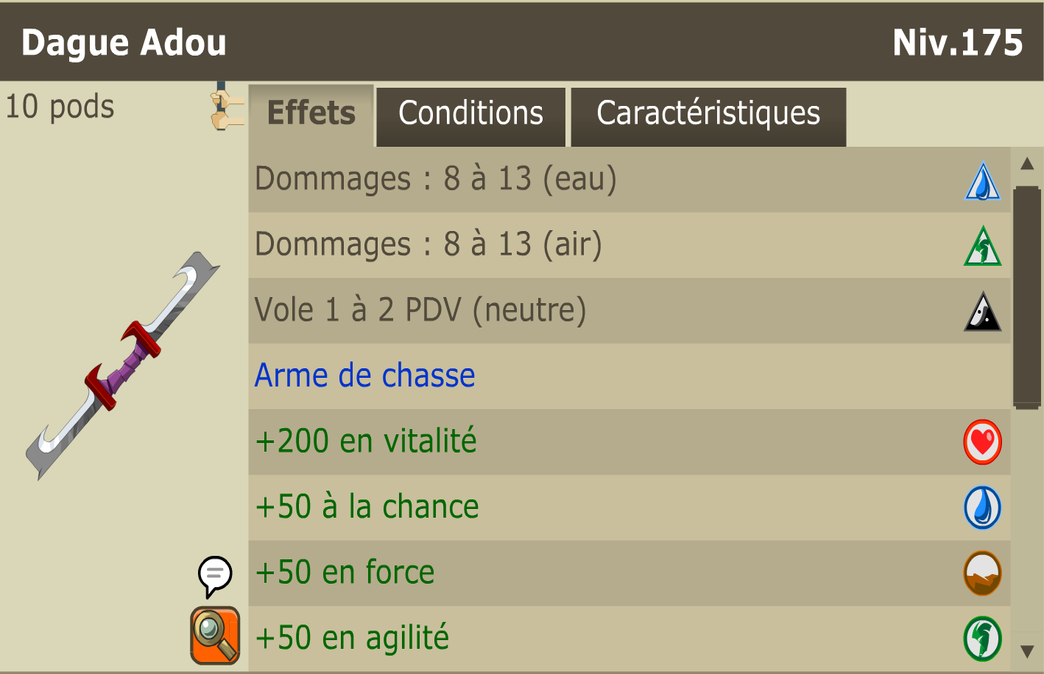 Dague Adou
Niv.175
10 pods
Effets
Conditions
Caractéristiques
Dommages : 8 à 13 (eau)
Dommages : 8 à 13 (air)
Vole 1 à 2 PDV (neutre)
Arme de chasse
+200 en vitalité
+50 à la chance
+50 en force
+50 en agilité